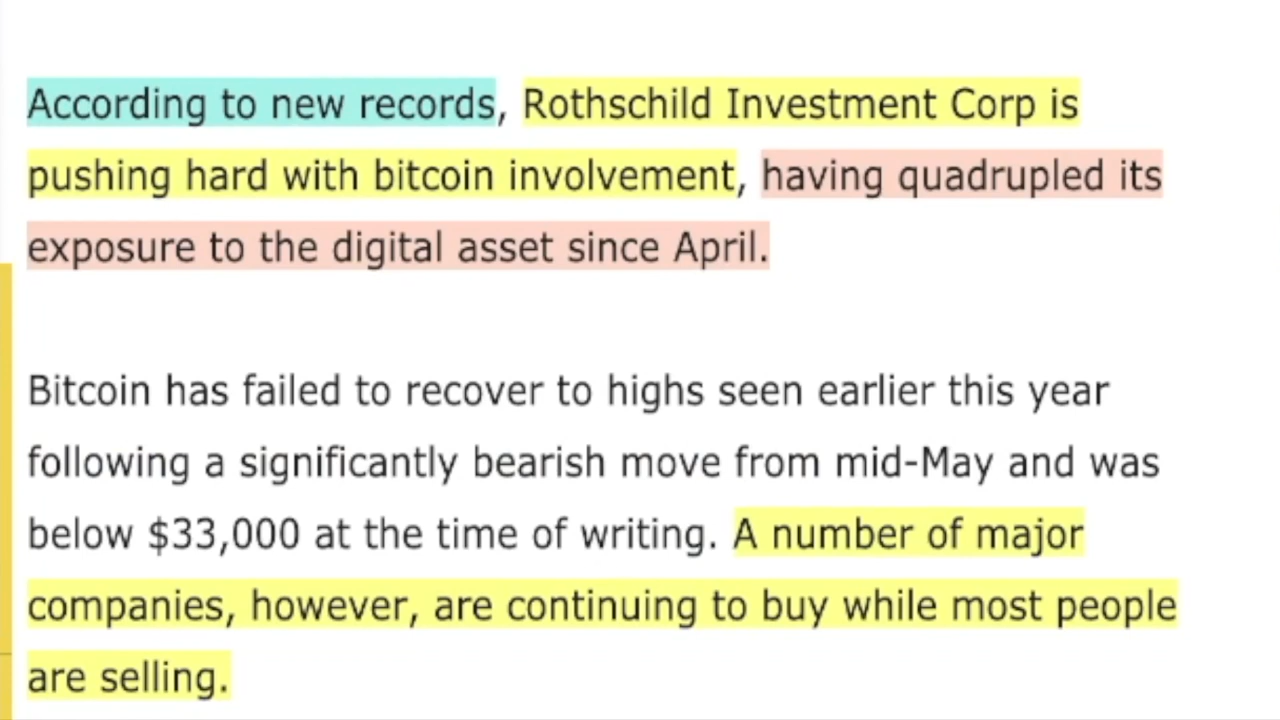 According to new records, Rothschild Investment Corp is
pushing hard with bitcoin involvement, having quadrupled its
exposure to the digital asset since April.
Bitcoin has failed to recover to highs seen earlier this year
following a significantly bearish move from mid-May and was
below $33,000 at the time of writing. A number of major
companies, however, are continuing to buy while most people
are selling.